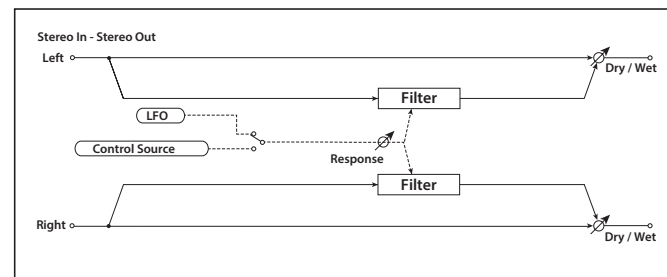 Stereo In - Stereo Out
Left
Dry / Wet
Filter
LFO
Control Source
Response
Filter
Right
Dry / Wet